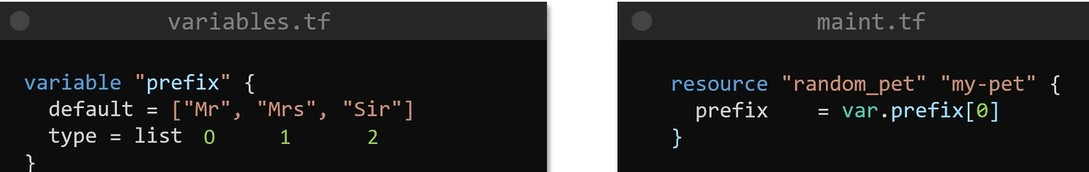 variables.tf
variable "prefix" {
  default = ["Mr", "Mrs", "Sir"]
  type = list 0 1 2
}
maint.tf
resource "random_pet" "my-pet" {
  prefix    = var.prefix[0]
}